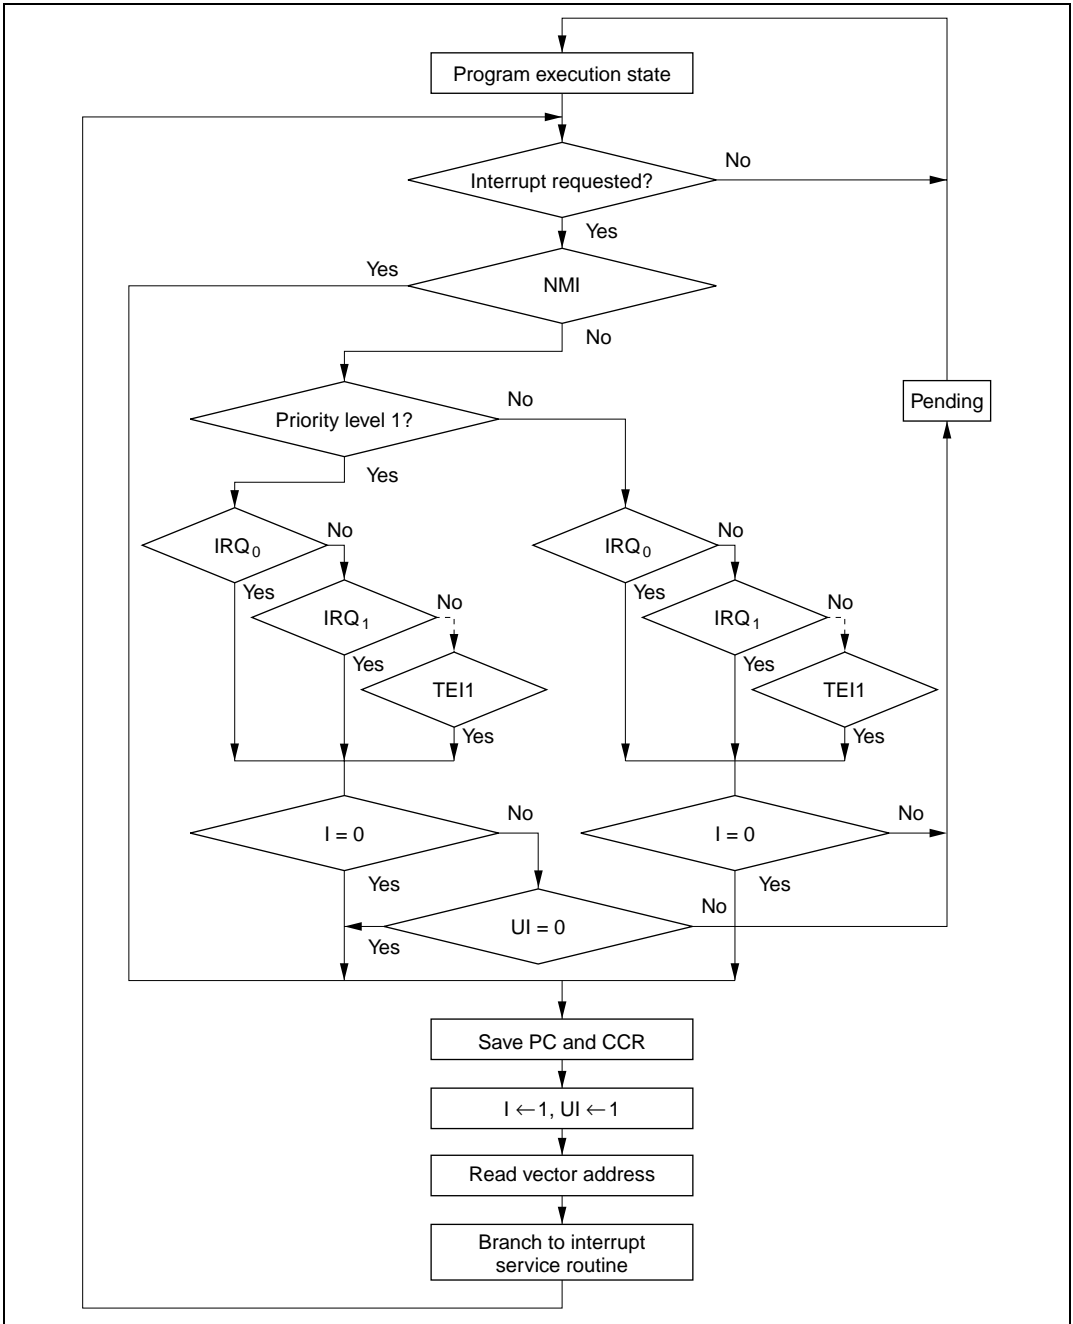 Program execution state
Interrupt requested?
No
Yes
Yes
NMI
No
Pending
Priority level 1?
No
Yes
IRQ0
No
Yes
IRQ1
No
Yes
TEI1
Yes
IRQ0
No
Yes
IRQ1
No
Yes
TEI1
Yes
I = 0
No
Yes
I = 0
No
Yes
UI = 0
No
Yes
Save PC and CCR
I ←1, UI ←1
Read vector address
Branch to interrupt
service routine